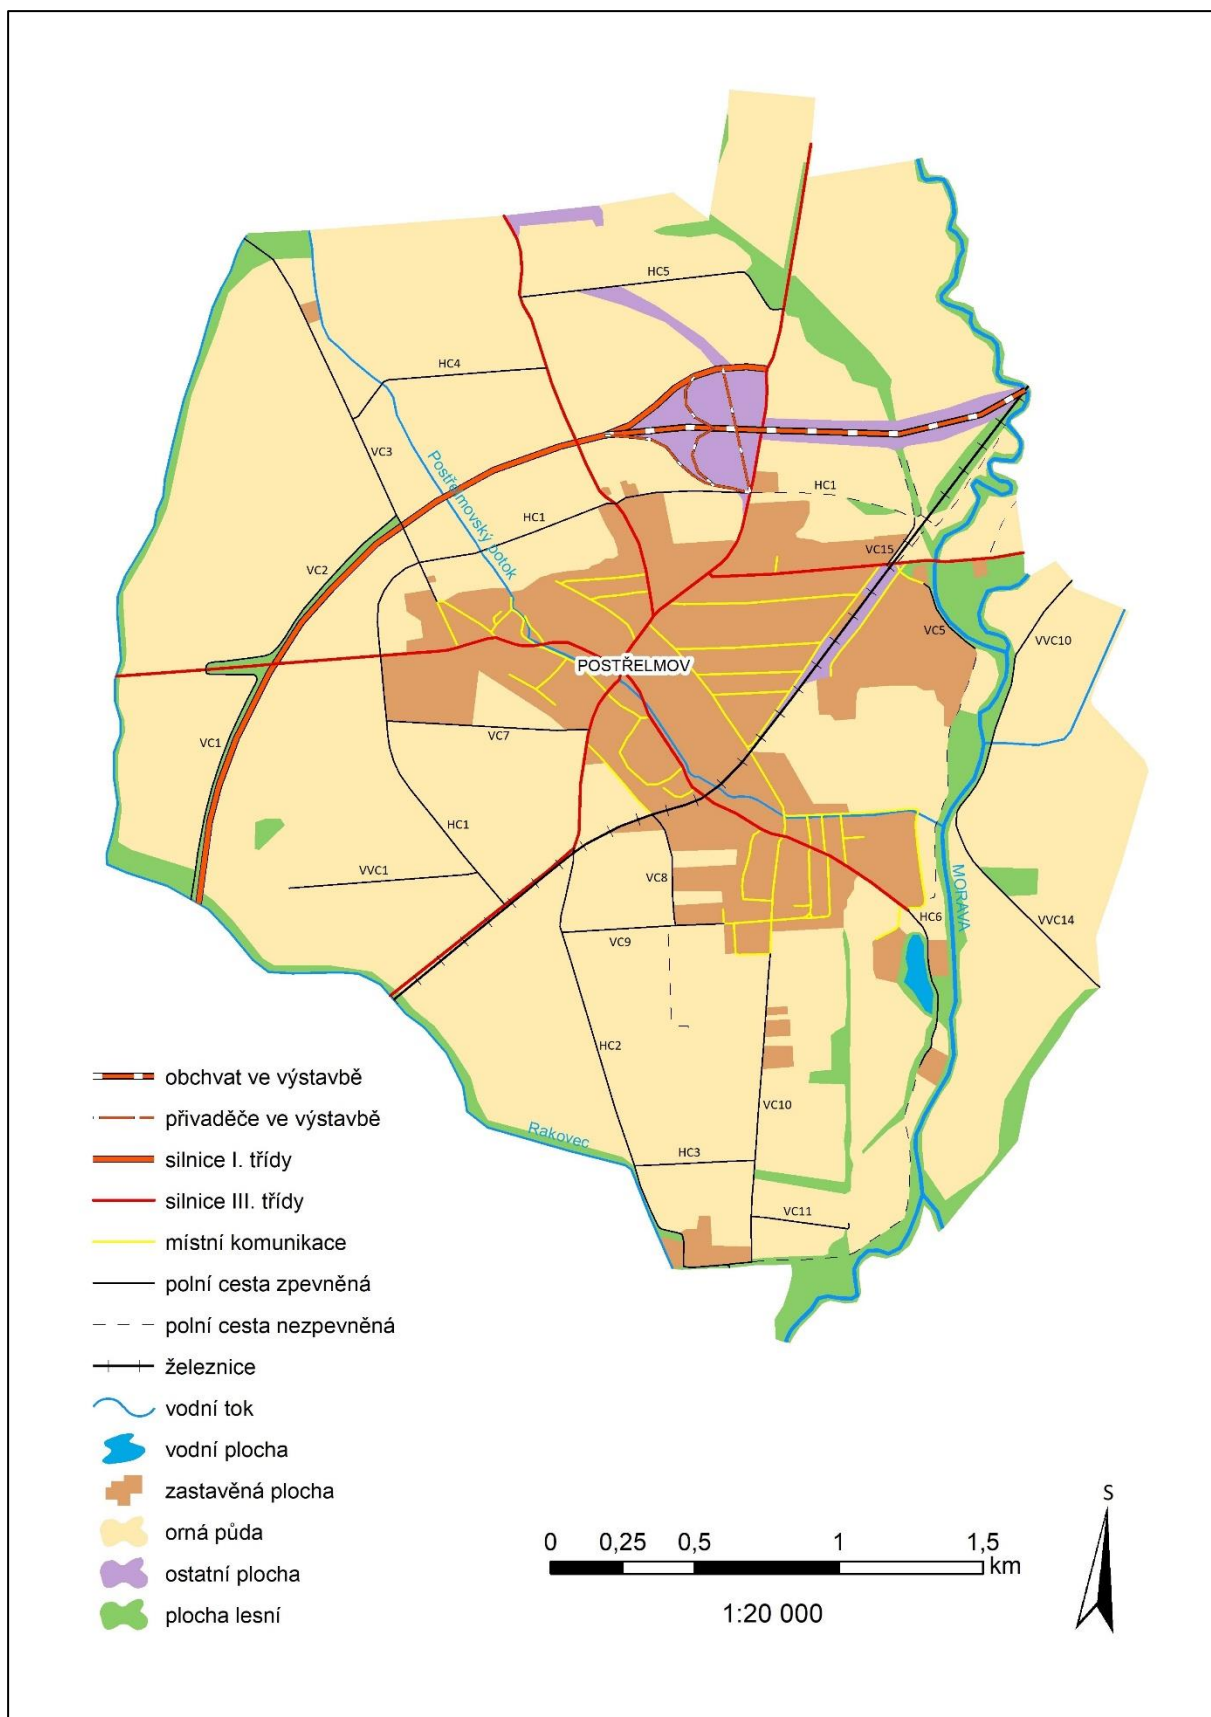 HC5
HC4
VC3
Postřelmovský potok
HC1
HC1
VC2
VC15
VC5
VVC10
POSTŘELMOV
VC1
VC7
HC1
VVC1
VC8
MORAVA
HC6
VVC14
VC9
HC2
VC10
Rakovec
HC3
VC11
obchvat ve výstavbě
přivaděče ve výstavbě
silnice I. třídy
silnice III. třídy
místní komunikace
polní cesta zpevněná
polní cesta nezpevněná
železnice
vodní tok
vodní plocha
zastavěná plocha
orná půda
ostatní plocha
plocha lesní
S
0 0,25 0,5 1 1,5
km
1:20 000